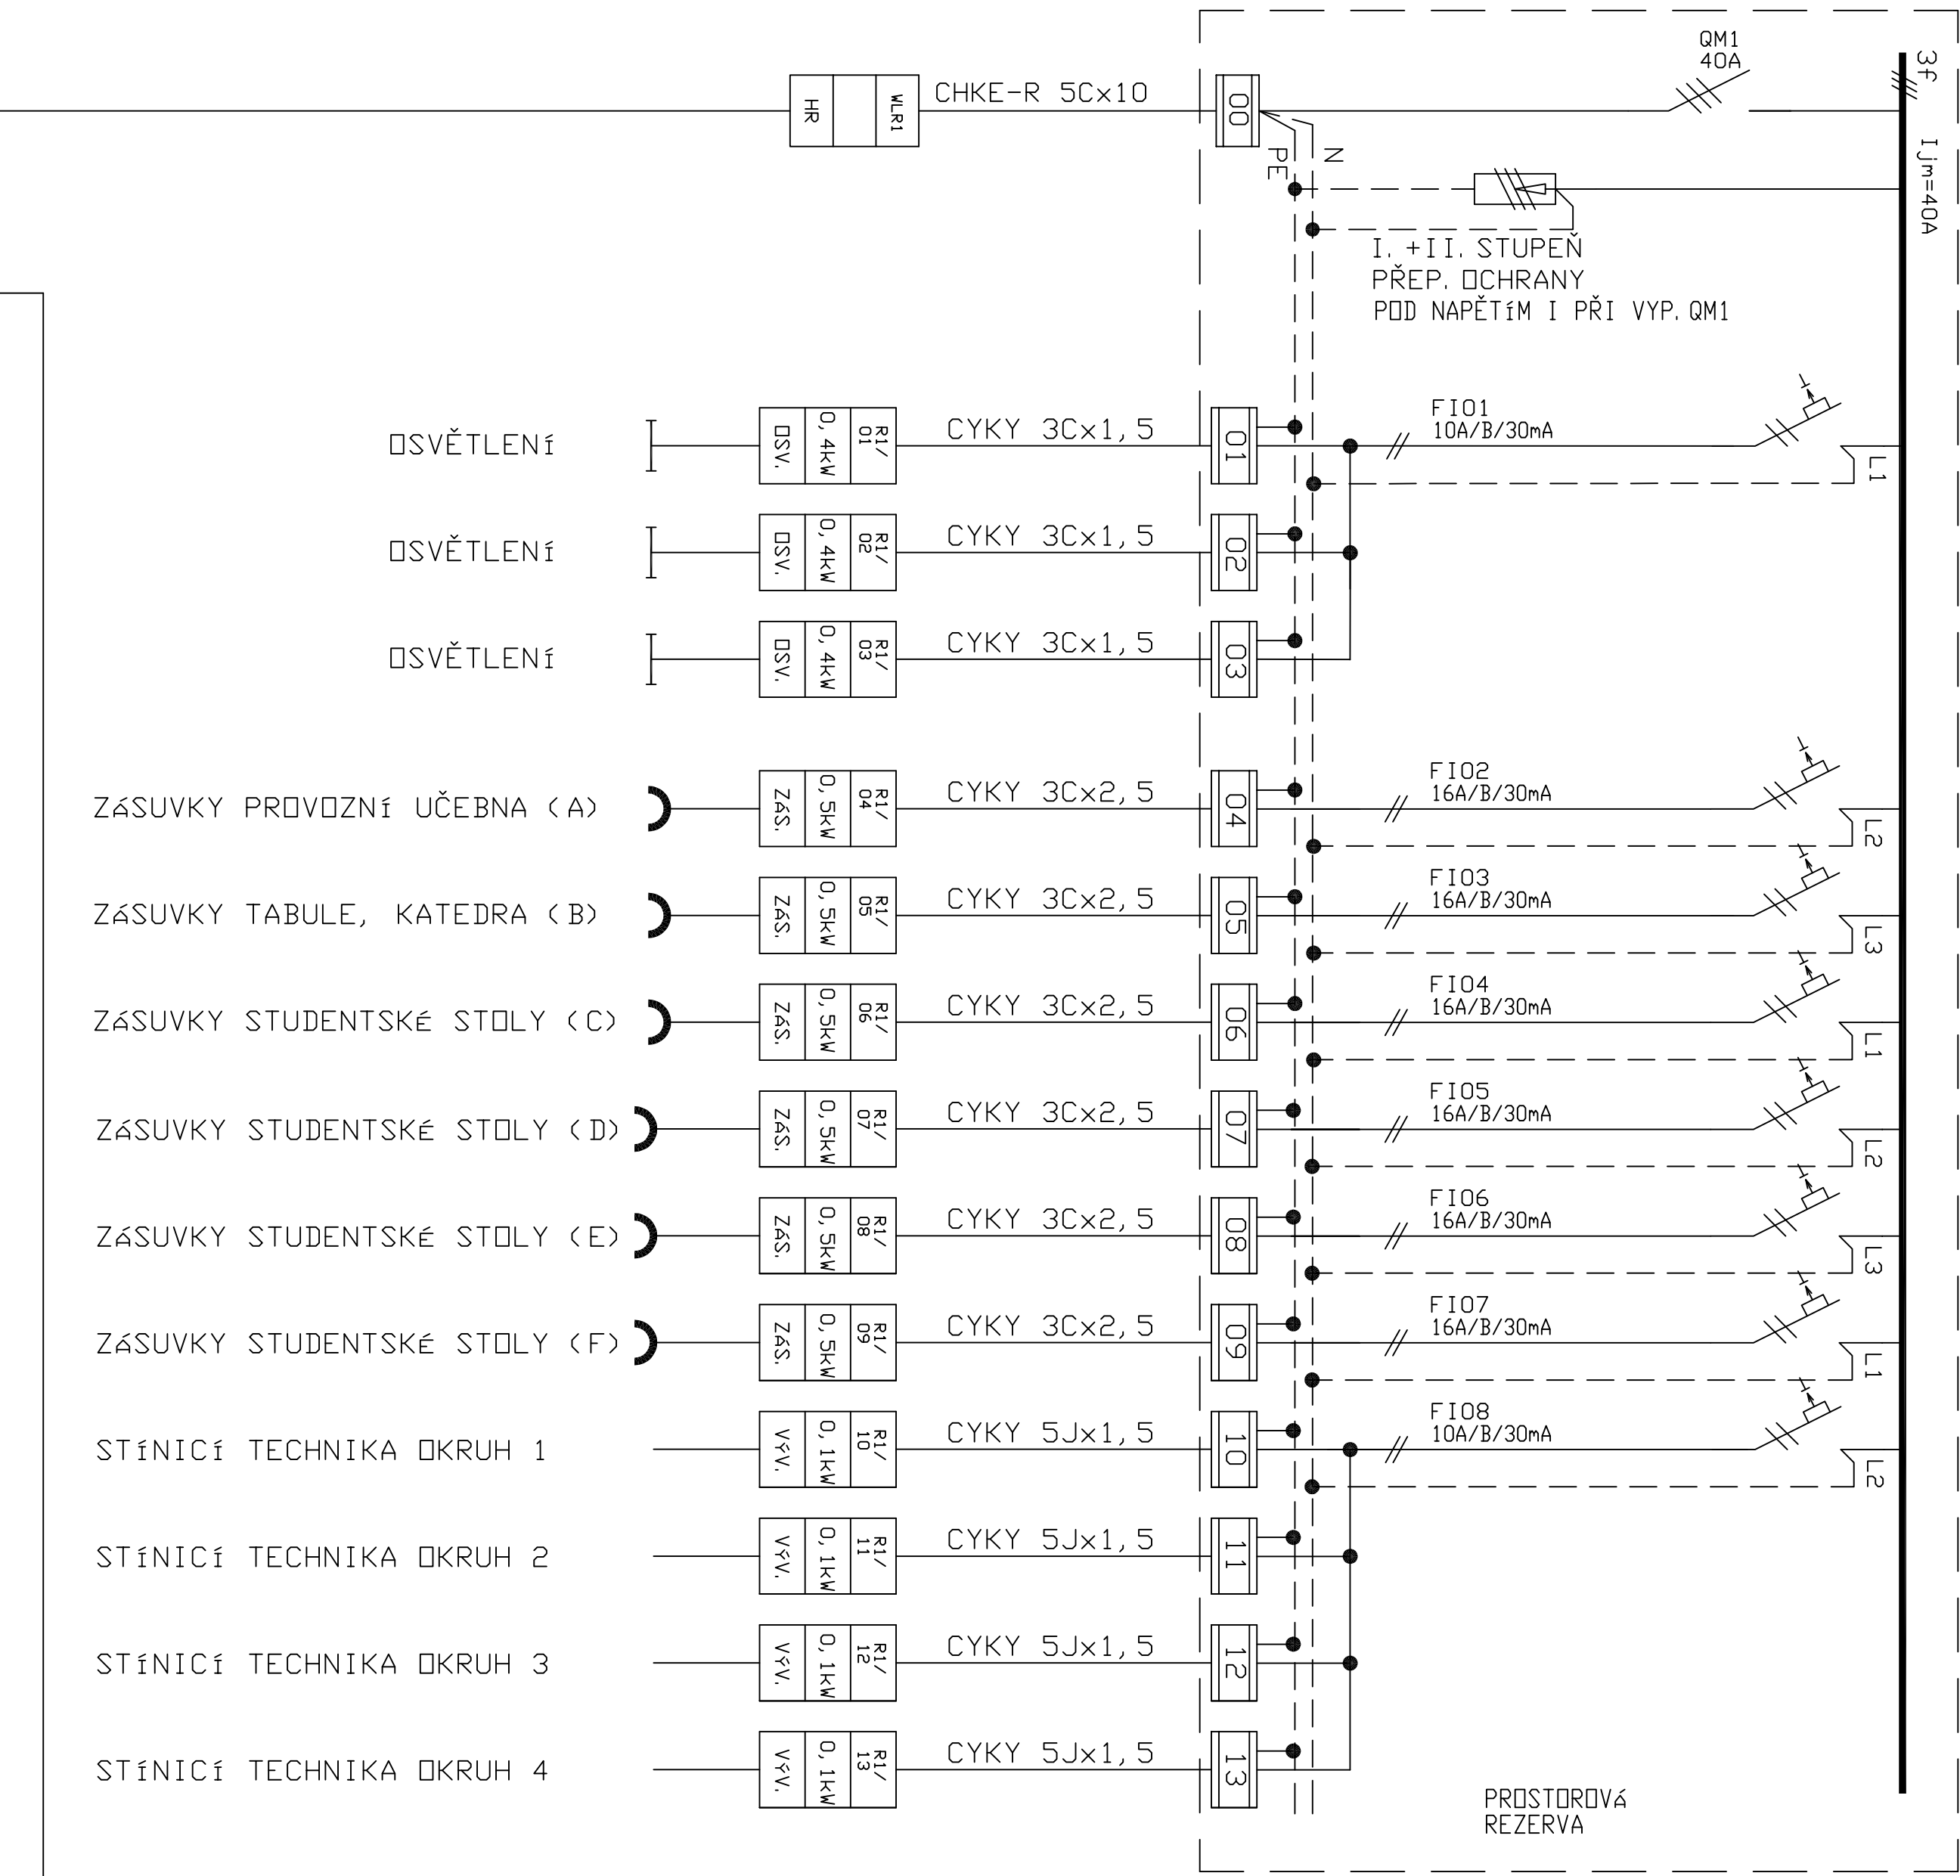 QM1
40A
3f
Ijm=40A
HR
WLR1
CHKE-R 5Cx10
00
PE
N
I. +II. STUPEŇ
PŘEP. OCHRANY
POD NAPĚTÍM I PŘI VYP. QM1
OSVĚTLENÍ
OSV.
0,4kW
R1/
01
CYKY 3Cx1,5
01
FI01
10A/B/30mA
L1
OSVĚTLENÍ
OSV.
0,4kW
R1/
02
CYKY 3Cx1,5
02
OSVĚTLENÍ
OSV.
0,4kW
R1/
03
CYKY 3Cx1,5
03
ZÁSUVKY PROVOZNÍ UČEBNA (A)
ZÁS.
0,5kW
R1/
04
CYKY 3Cx2,5
04
FI02
16A/B/30mA
L2
ZÁSUVKY TABULE, KATEDRA (B)
ZÁS.
0,5kW
R1/
05
CYKY 3Cx2,5
05
FI03
16A/B/30mA
L3
ZÁSUVKY STUDENTSKÉ STOLY (C)
ZÁS.
0,5kW
R1/
06
CYKY 3Cx2,5
06
FI04
16A/B/30mA
L1
ZÁSUVKY STUDENTSKÉ STOLY (D)
ZÁS.
0,5kW
R1/
07
CYKY 3Cx2,5
07
FI05
16A/B/30mA
L2
ZÁSUVKY STUDENTSKÉ STOLY (E)
ZÁS.
0,5kW
R1/
08
CYKY 3Cx2,5
08
FI06
16A/B/30mA
L3
ZÁSUVKY STUDENTSKÉ STOLY (F)
ZÁS.
0,5kW
R1/
09
CYKY 3Cx2,5
09
FI07
16A/B/30mA
L1
STÍNICÍ TECHNIKA OKRUH 1
VÝV.
0,1kW
R1/
10
CYKY 5Jx1,5
10
FI08
10A/B/30mA
L2
STÍNICÍ TECHNIKA OKRUH 2
VÝV.
0,1kW
R1/
11
CYKY 5Jx1,5
11
STÍNICÍ TECHNIKA OKRUH 3
VÝV.
0,1kW
R1/
12
CYKY 5Jx1,5
12
STÍNICÍ TECHNIKA OKRUH 4
VÝV.
0,1kW
R1/
13
CYKY 5Jx1,5
13
PROSTOROVÁ
REZERVA